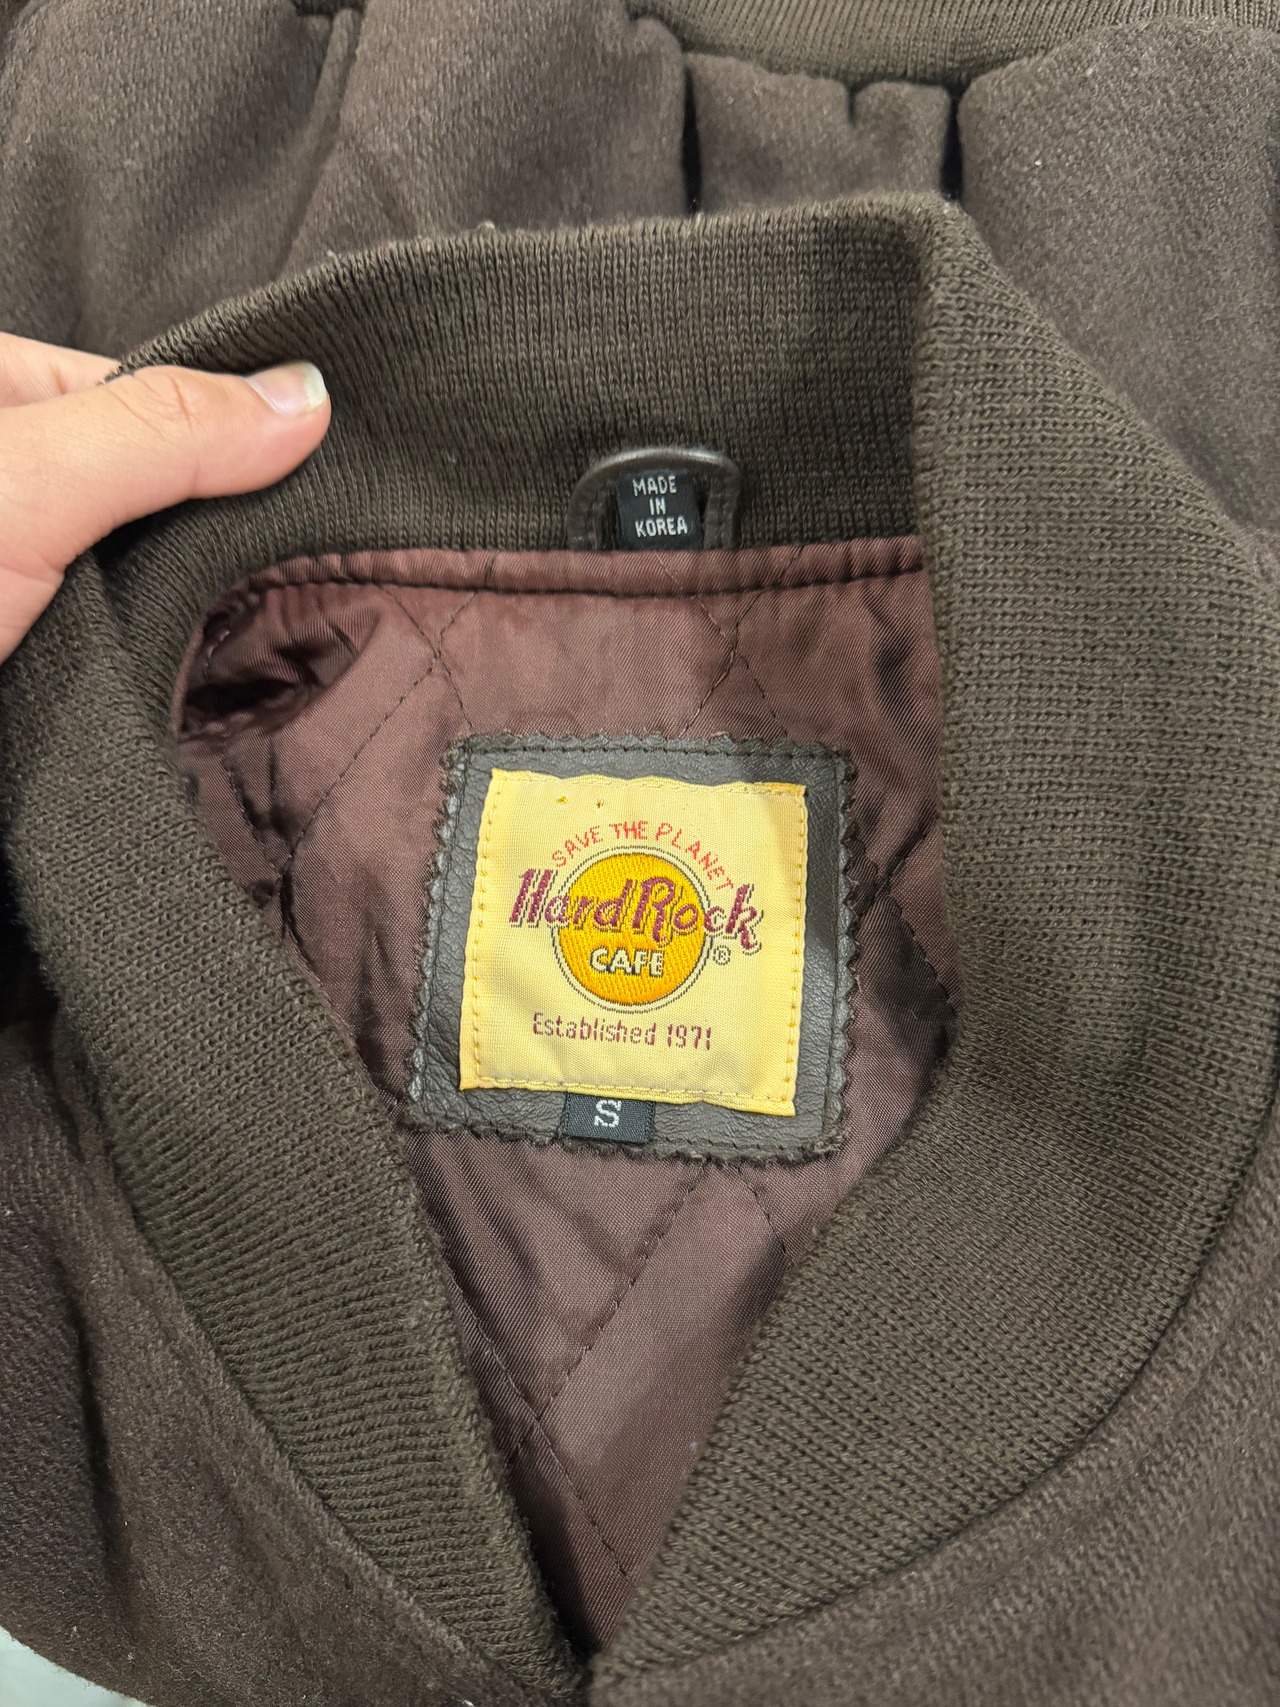 MADE
IN
KOREA
SAVE THE PLANET
Hard Rock
CAFE ®
Established 1971
S